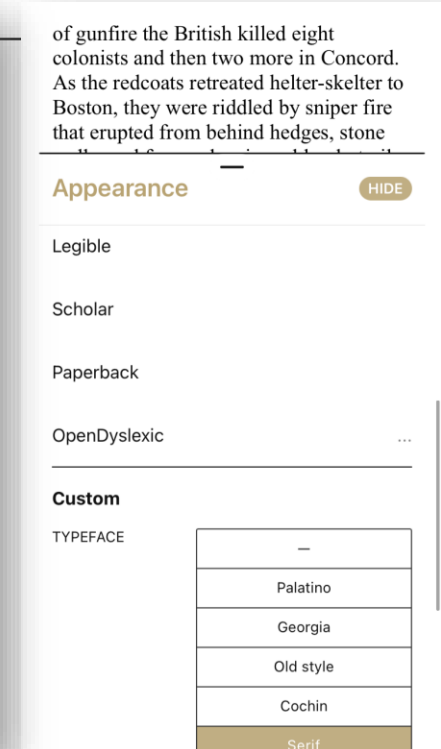 of gunfire the British killed eight
colonists and then two more in Concord.
As the redcoats retreated helter-skelter to
Boston, they were riddled by sniper fire
that erupted from behind hedges, stone
Appearance
HIDE
Legible
Scholar
Paperback
OpenDyslexic
...
Custom
TYPEFACE
—
Palatino
Georgia
Old style
Cochin
Serif